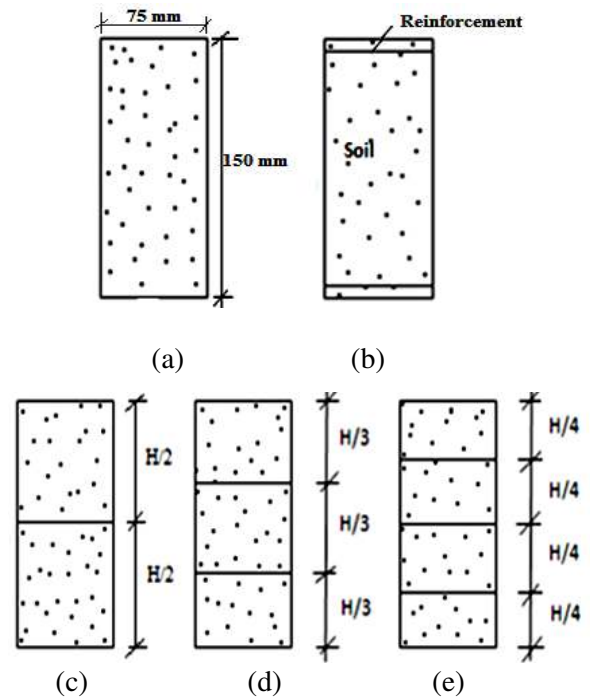 75 mm
Reinforcement
Soil
150 mm
(a)
(b)
H/2
H/2
H/3
H/3
H/3
H/4
H/4
H/4
H/4
(c)
(d)
(e)